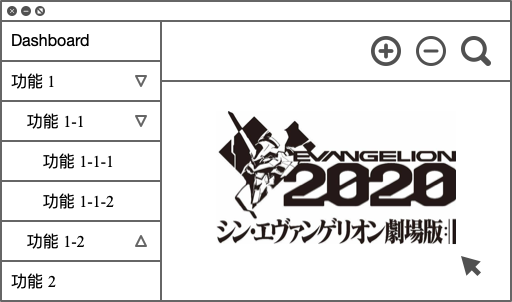 Dashboard
功能 1
功能 1-1
功能 1-1-1
功能 1-1-2
功能 1-2
功能 2
EVANGELION
2020
シン・エヴァンゲリオン劇場版:||